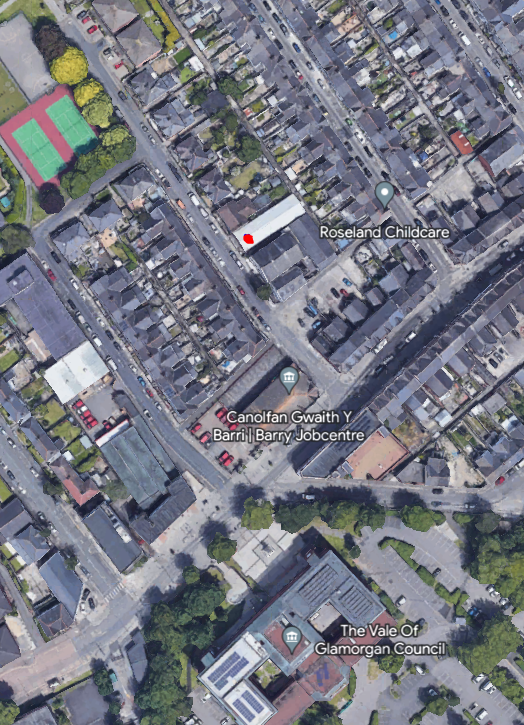 Roseland Childcare
Canolfan Gwaith Y
Barri | Barry Jobcentre
The Vale Of
Glamorgan Council